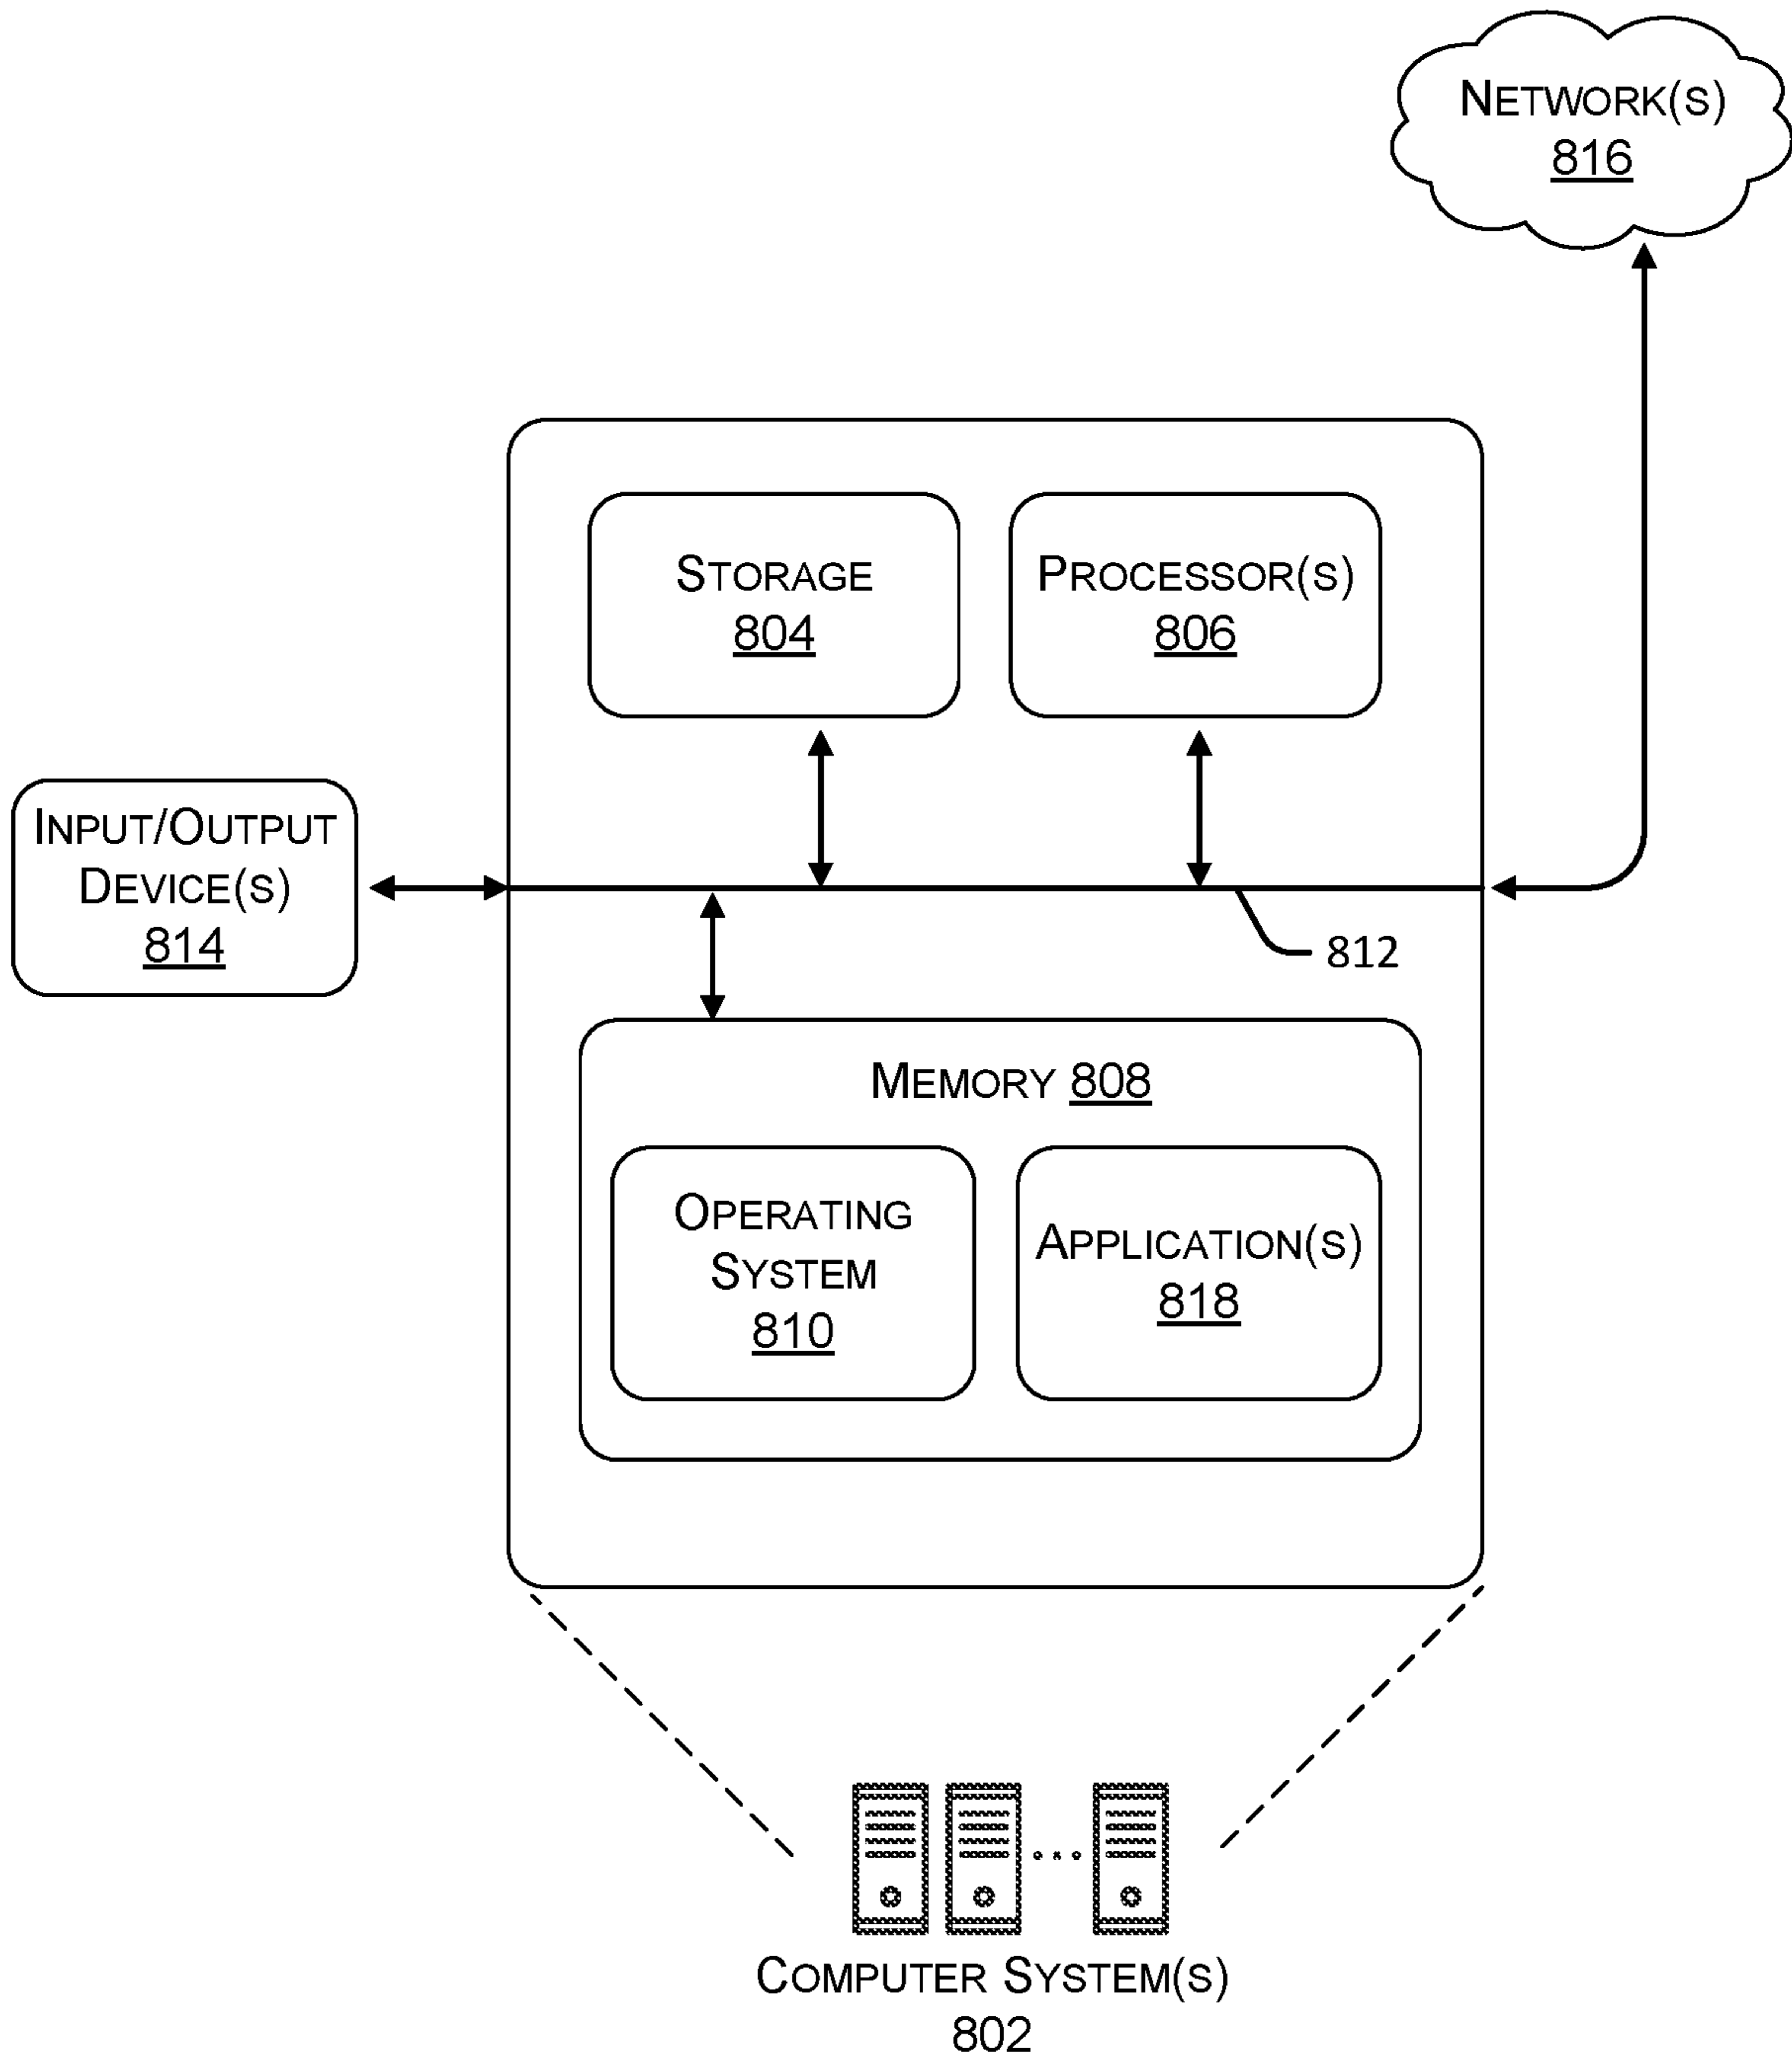 NETWORK(S)
816
STORAGE
804
PROCESSOR(S)
806
INPUT/OUTPUT
DEVICE(S)
814
812
MEMORY 808
OPERATING
SYSTEM
810
APPLICATION(S)
818
COMPUTER SYSTEM(S)
802